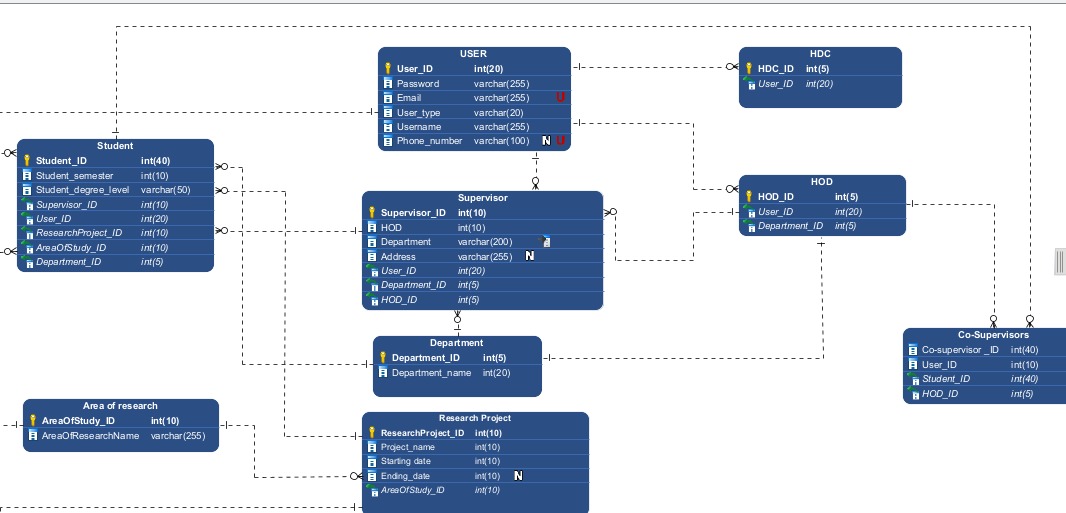 USER
User_ID int(20)
Password varchar(255)
Email varchar(255) U
User_type varchar(20)
Username varchar(255)
Phone_number varchar(100) N U
HDC
HDC_ID int(5)
User_ID int(20)
Student
Student_ID int(40)
Student_semester int(10)
Student_degree_level varchar(50)
Supervisor_ID int(10)
User_ID int(20)
ResearchProject_ID int(10)
AreaOfStudy_ID int(10)
Department_ID int(5)
Supervisor
Supervisor_ID int(10)
HOD int(10)
Department varchar(200)
Address varchar(255) N
User_ID int(20)
Department_ID int(5)
HOD_ID int(5)
HOD
HOD_ID int(5)
User_ID int(20)
Department_ID int(5)
Department
Department_ID int(5)
Department_name int(20)
Co-Supervisors
Co-supervisor _ID int(40)
User_ID int(10)
Student_ID int(40)
HOD_ID int(5)
Area of research
AreaOfStudy_ID int(10)
AreaOfResearchName varchar(255)
Research Project
ResearchProject_ID int(10)
Project_name int(10)
Starting date int(10)
Ending_date int(10) N
AreaOfStudy_ID int(10)